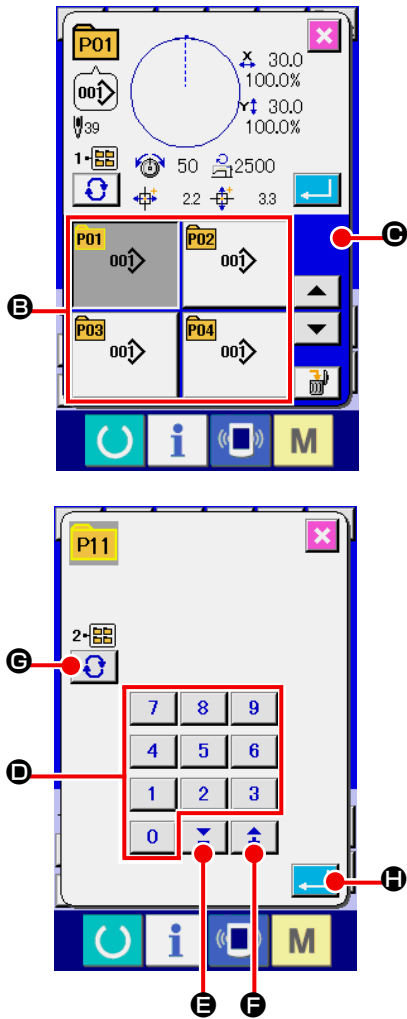 P01
X 30.0
100.0%
001
Y 30.0
100.0%
39
1-
50 2500
2.2 3.3
C
P01 P02
001 001
B
P03 P04
001 001
i M
P11
2-
G
7 8 9
4 5 6
D
1 2 3
0
H
i M
E F